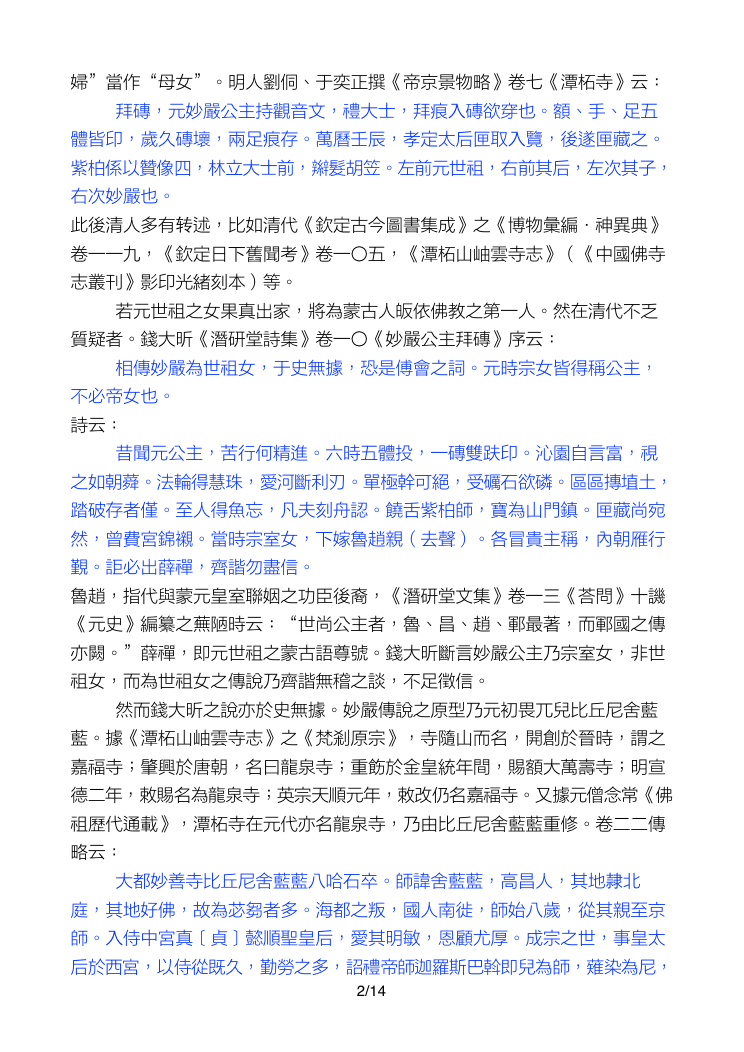 婦”當作“母女”。明人劉侗、于奕正撰《帝京景物略》卷七《潭柘寺》云：
拜磚，元妙嚴公主持觀音文，禮大士，拜痕入磚欲穿也。額、手、足五
體皆印，歲久磚壞，兩足痕存。萬曆壬辰，孝定太后匣取入覽，後遂匣藏之。
紫柏係以贊像四，林立大士前，辮髮胡笠。左前元世祖，右前其后，左次其子，
右次妙嚴也。
此後清人多有转述，比如清代《欽定古今圖書集成》之《博物彙編．神異典》
卷一一九，《欽定日下舊聞考》卷一〇五，《潭柘山岫雲寺志》（《中國佛寺
志叢刊》影印光緒刻本）等。
若元世祖之女果真出家，將為蒙古人皈依佛教之第一人。然在清代不乏
質疑者。錢大昕《潛研堂詩集》卷一〇《妙嚴公主拜磚》序云：
相傳妙嚴為世祖女，于史無據，恐是傅會之詞。元時宗女皆得稱公主，
不必帝女也。
詩云：
昔聞元公主，苦行何精進。六時五體投，一磚雙趺印。沁園自言富，視
之如朝蕣。法輪得慧珠，愛河斷利刃。單極幹可絕，受礪石欲磷。區區摶埴土，
踏破存者僅。至人得魚忘，凡夫刻舟認。饒舌紫柏師，寶為山門鎮。匣藏尚宛
然，曾費宮錦襯。當時宗室女，下嫁魯趙親（去聲）。各冒貴主稱，內朝雁行
覲。詎必出薛禪，齊諧勿盡信。
魯趙，指代與蒙元皇室聯姻之功臣後裔，《潛研堂文集》卷一三《荅問》十譏
《元史》編纂之蕪陋時云：“世尚公主者，魯、昌、趙、鄆最著，而鄆國之傳
亦闕。”薛禪，即元世祖之蒙古語尊號。錢大昕斷言妙嚴公主乃宗室女，非世
祖女，而為世祖女之傳說乃齊諧無稽之談，不足徵信。
然而錢大昕之說亦於史無據。妙嚴傳說之原型乃元初畏兀兒比丘尼舍藍
藍。據《潭柘山岫雲寺志》之《梵剎原宗》，寺隨山而名，開創於晉時，謂之
嘉福寺；肇興於唐朝，名曰龍泉寺；重飭於金皇統年間，賜額大萬壽寺；明宣
德二年，敕賜名為龍泉寺；英宗天順元年，敕改仍名嘉福寺。又據元僧念常《佛
祖歷代通載》，潭柘寺在元代亦名龍泉寺，乃由比丘尼舍藍藍重修。卷二二傳
略云：
大都妙善寺比丘尼舍藍藍八哈石卒。師諱舍藍藍，高昌人，其地隷北
庭，其地好佛，故為苾芻者多。海都之叛，國人南徙，師始八歲，從其親至京
師。入侍中宮真［貞］懿順聖皇后，愛其明敏，恩顧尤厚。成宗之世，事皇太
后於西宮，以侍從既久，勤勞之多，詔禮帝師迦羅斯巴斡即兒為師，薙染為尼，
2/14